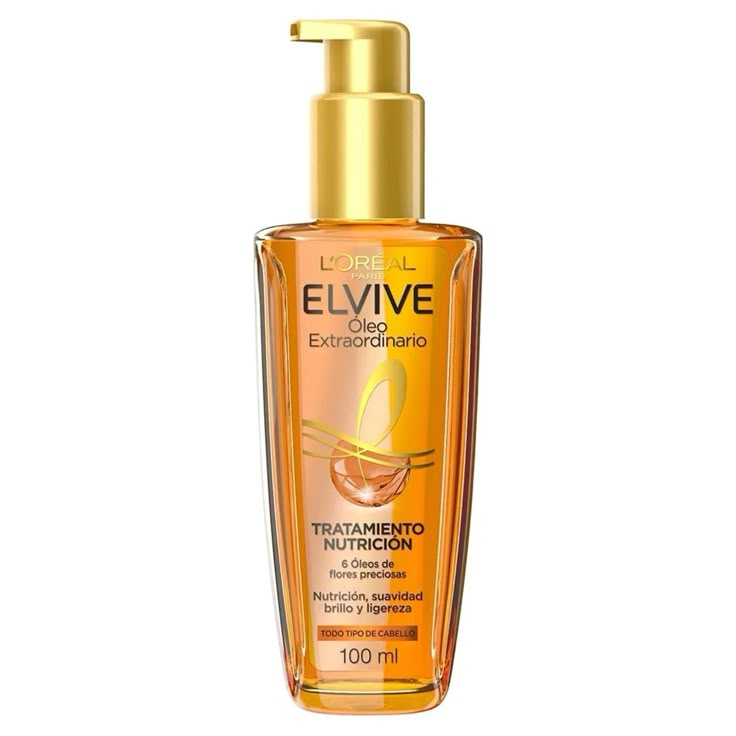 L'ORÉAL
PARIS
ELVIVE
Óleo
Extraordinario
TRATAMIENTO
NUTRICIÓN
6 Óleos de
flores preciosas
Nutrición, suavidad
brillo y ligereza
TODO TIPO DE CABELLO
100 ml